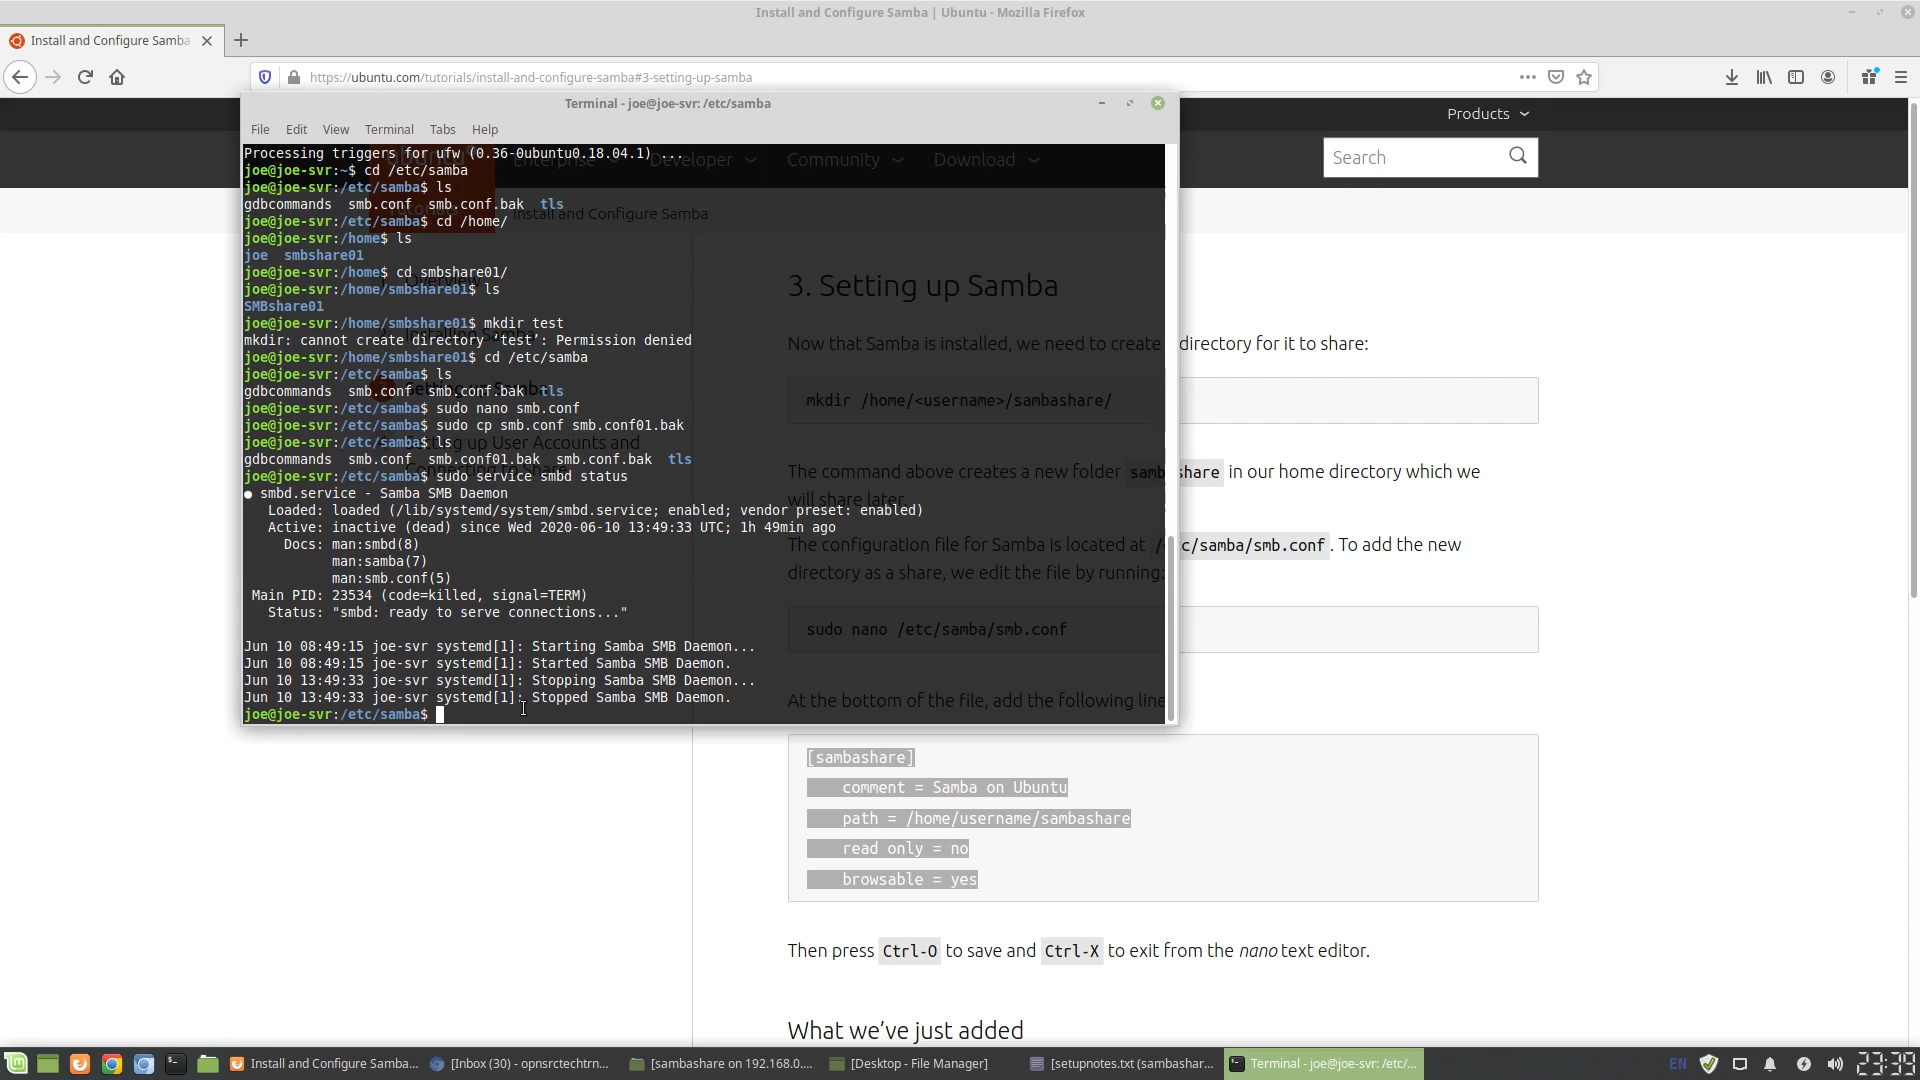 Install and Configure Samba | Ubuntu - Mozilla Firefox
Install and Configure Samba
https://ubuntu.com/tutorials/install-and-configure-samba#3-setting-up-samba
Terminal - joe@joe-svr: /etc/samba
File Edit View Terminal Tabs Help
Products
Enterprise Developer Community Download
Search
Install and Configure Samba
Processing triggers for ufw (0.36-0ubuntu0.18.04.1) ...
joe@joe-svr:~$ cd /etc/samba
joe@joe-svr:/etc/samba$ ls
gdbcommands smb.conf smb.conf.bak tls
joe@joe-svr:/etc/samba$ cd /home/
joe@joe-svr:/home$ ls
joe smbshare01
joe@joe-svr:/home$ cd smbshare01/
joe@joe-svr:/home/smbshare01$ ls
SMBshare01
joe@joe-svr:/home/smbshare01$ mkdir test
mkdir: cannot create directory 'test': Permission denied
joe@joe-svr:/home/smbshare01$ cd /etc/samba
joe@joe-svr:/etc/samba$ ls
gdbcommands smb.conf smb.conf.bak tls
joe@joe-svr:/etc/samba$ sudo nano smb.conf
joe@joe-svr:/etc/samba$ sudo cp smb.conf smb.conf01.bak
joe@joe-svr:/etc/samba$ ls
gdbcommands smb.conf smb.conf01.bak smb.conf.bak tls
joe@joe-svr:/etc/samba$ sudo service smbd status
● smbd.service - Samba SMB Daemon
Loaded: loaded (/lib/systemd/system/smbd.service; enabled; vendor preset: enabled)
Active: inactive (dead) since Wed 2020-06-10 13:49:33 UTC; 1h 49min ago
Docs: man:smbd(8)
man:samba(7)
man:smb.conf(5)
Main PID: 23534 (code=killed, signal=TERM)
Status: "smbd: ready to serve connections..."
Jun 10 08:49:15 joe-svr systemd[1]: Starting Samba SMB Daemon...
Jun 10 08:49:15 joe-svr systemd[1]: Started Samba SMB Daemon.
Jun 10 13:49:33 joe-svr systemd[1]: Stopping Samba SMB Daemon...
Jun 10 13:49:33 joe-svr systemd[1]: Stopped Samba SMB Daemon.
joe@joe-svr:/etc/samba$
3. Setting up Samba
Now that Samba is installed, we need to create directory for it to share:
mkdir /home/<username>/sambashare/
The command above creates a new folder sambashare in our home directory which we
will share later.
The configuration file for Samba is located at /etc/samba/smb.conf. To add the new
directory as a share, we edit the file by running:
sudo nano /etc/samba/smb.conf
At the bottom of the file, add the following line
[sambashare]
comment = Samba on Ubuntu
path = /home/username/sambashare
read only = no
browsable = yes
Then press Ctrl-O to save and Ctrl-X to exit from the nano text editor.
What we've just added
Install and Configure Samba...
[Inbox (30) - opnsrctechtrn...
[sambashare on 192.168.0....
[Desktop - File Manager]
[setupnotes.txt (sambashar...
Terminal - joe@joe-svr: /etc/...
EN
23:39